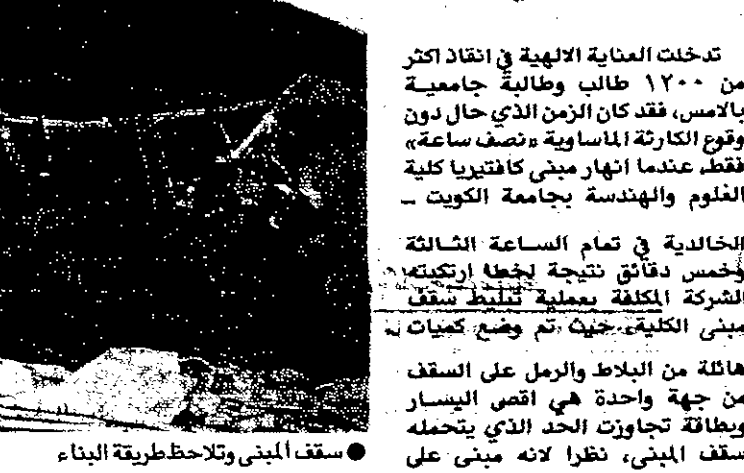 تدخلت العناية الالهية في انقاذ اكثر
من ١٢٠٠ طالب وطالبة جامعية
بالامس، فقد كان الزمن الذي حال دون
وقوع الكارثة الماساوية «نصف ساعة»
فقط، عندما انهار مبنى كافتيريا كلية
العلوم والهندسة بجامعة الكويت ـ
الخالدية في تمام الساعة الثالثة
وخمس دقائق نتيجة لخطا ارتكبته
الشركة المكلفة بعملية تبليط سقف
مبنى الكلية، حيث تم وضع كميات
هائلة من البلاط والرمل على السقف
من جهة واحدة هي اقصى اليسار
وبطاقة تجاوزت الحد الذي يتحمله
سقف المبنى، نظرا لانه مبنى على
● سقف المبنى وتلاحظ طريقة البناء